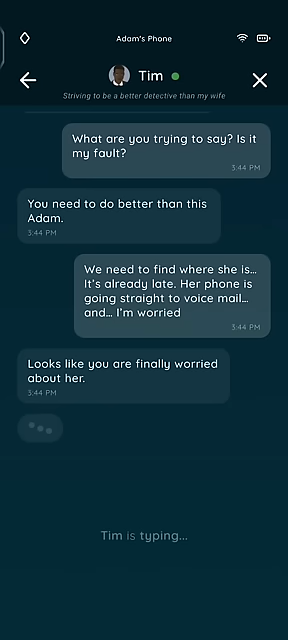 Adam's Phone
Tim
Striving to be a better detective than my wife
What are you trying to say? Is it
my fault?
3:44 PM
You need to do better than this
Adam.
3:44 PM
We need to find where she is...
It's already late. Her phone is
going straight to voice mail...
and... I'm worried
3:44 PM
Looks like you are finally worried
about her.
3:44 PM
Tim is typing...